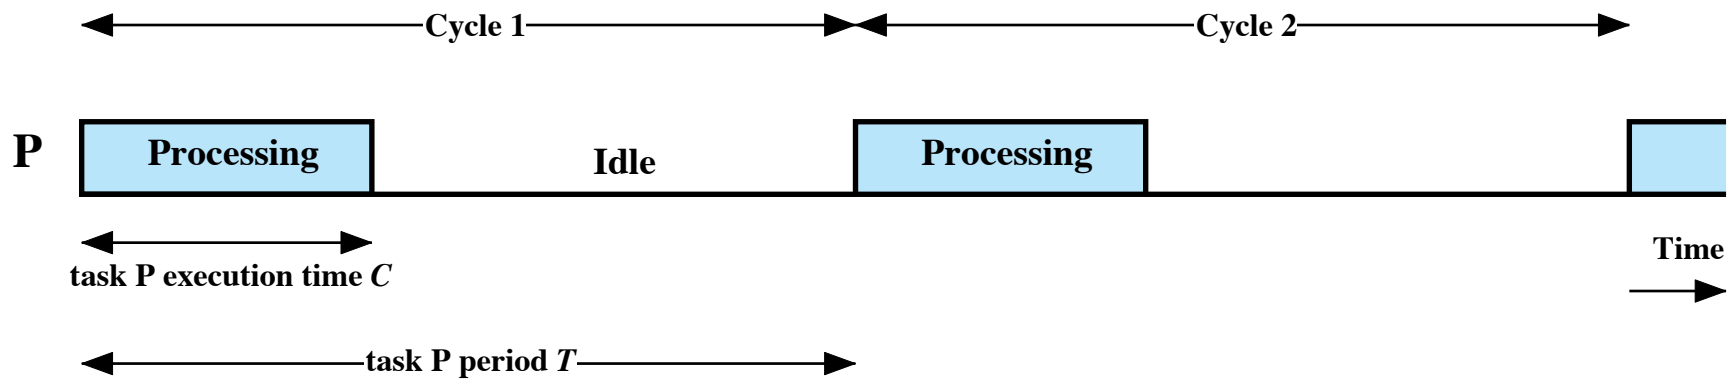 Cycle 1
Cycle 2
P
Processing
Idle
Processing
Time
task P execution time C
task P period T